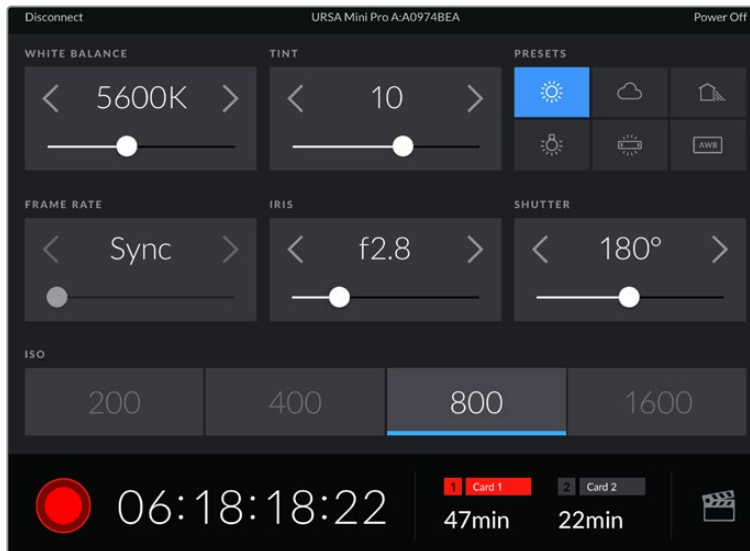 Disconnect URSA Mini Pro A:A0974BEA Power Off
WHITE BALANCE TINT PRESETS
5600K 10
AWB
FRAME RATE IRIS SHUTTER
Sync f2.8 180°
ISO
200 400 800 1600
06:18:18:22
1 Card 1 2 Card 2
47min 22min